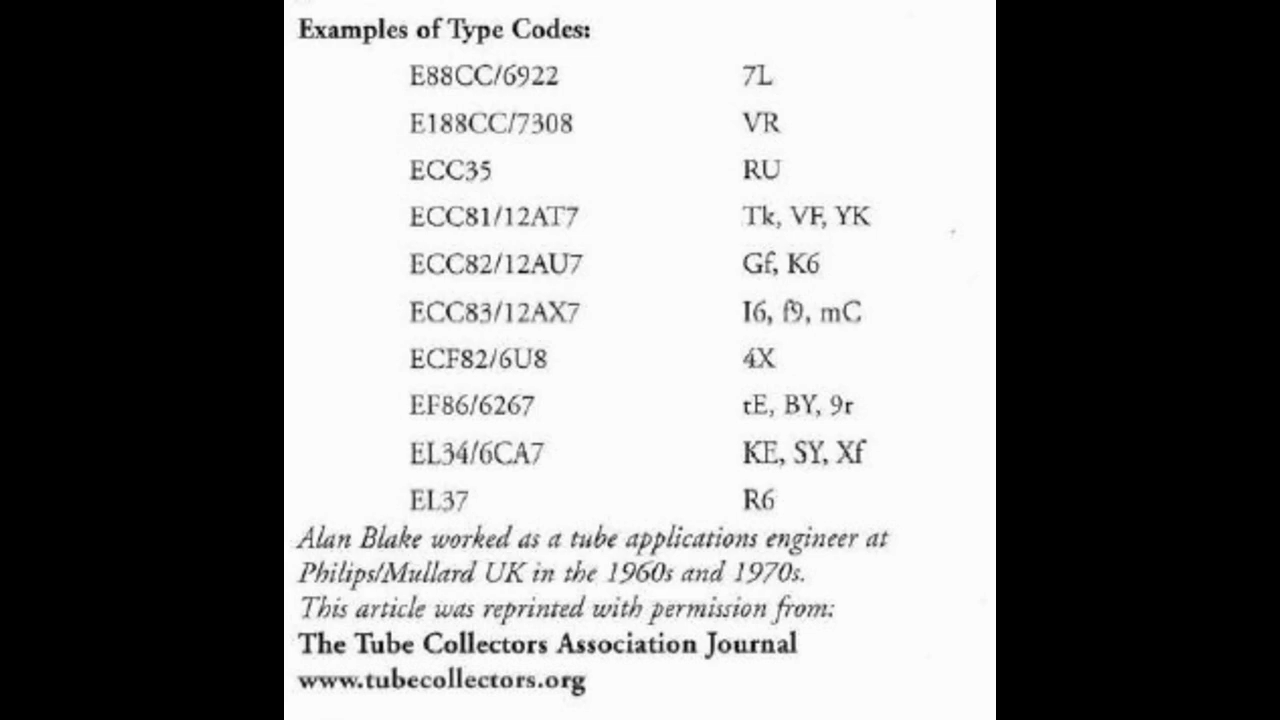 Examples of Type Codes:
E88CC/6922 7L
E188CC/7308 VR
ECC35 RU
ECC81/12AT7 Tk, VF, YK
ECC82/12AU7 Gf, K6
ECC83/12AX7 I6, f9, mC
ECF82/6U8 4X
EF86/6267 tE, BY, 9r
EL34/6CA7 KE, SY, Xf
EL37 R6
Alan Blake worked as a tube applications engineer at
Philips/Mullard UK in the 1960s and 1970s.
This article was reprinted with permission from:
The Tube Collectors Association Journal
www.tubecollectors.org